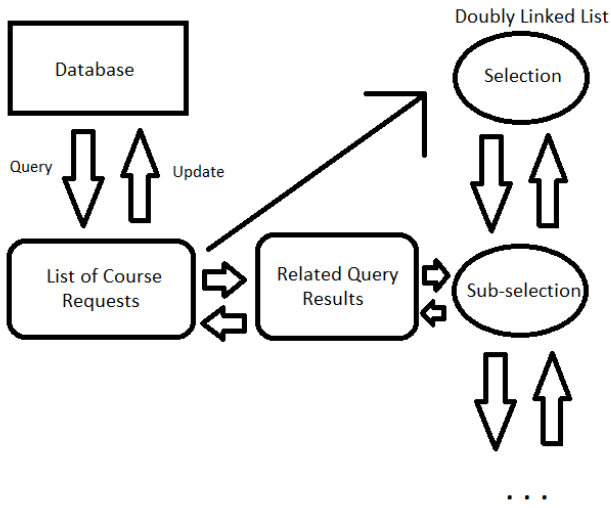 Doubly Linked List
Database
Selection
Query
Update
List of Course
Requests
Related Query
Results
Sub-selection
. . .